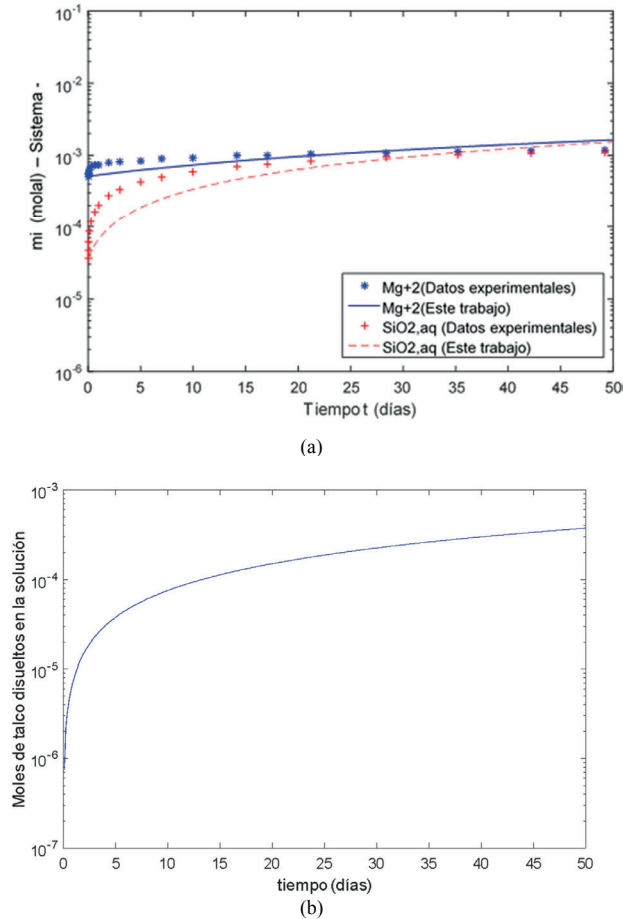 10^-1
10^-2
10^-3
10^-4
10^-5
10^-6
mi (molal) – Sistema -
0 5 10 15 20 25 30 35 40 45 50
Tiempo t (días)
Mg+2(Datos experimentales)
Mg+2(Este trabajo)
SiO2,aq (Datos experimentales)
SiO2,aq (Este trabajo)
(a)
10^-3
10^-4
10^-5
10^-6
10^-7
Moles de talco disueltos en la solución
0 5 10 15 20 25 30 35 40 45 50
tiempo (días)
(b)